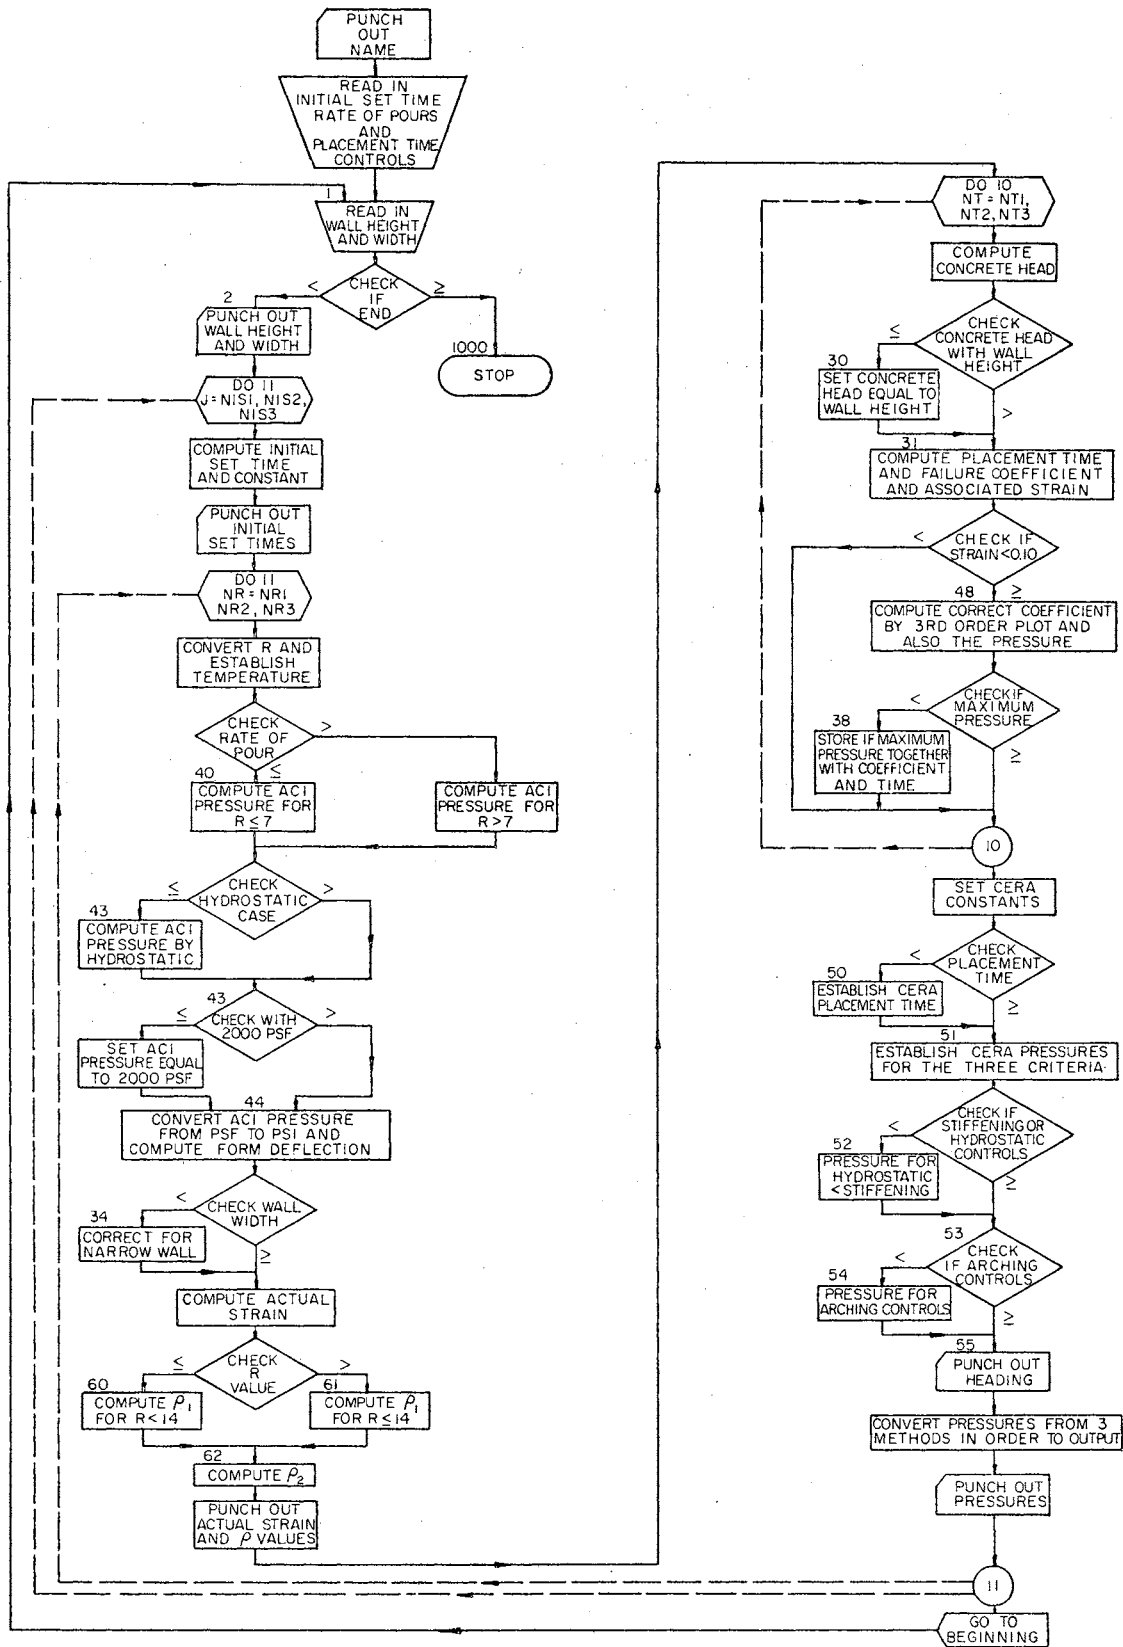 PUNCH
OUT
NAME
READ IN
INITIAL SET TIME
RATE OF POURS
AND
PLACEMENT TIME
CONTROLS
1
READ IN
WALL HEIGHT
AND WIDTH
CHECK
IF
END
<
≥
2
PUNCH OUT
WALL HEIGHT
AND WIDTH
1000
STOP
DO 11
J=NIS1, NIS2,
NIS3
COMPUTE INITIAL
SET TIME
AND CONSTANT
PUNCH OUT
INITIAL
SET TIMES
DO 11
NR = NR1
NR2, NR3
CONVERT R AND
ESTABLISH
TEMPERATURE
CHECK
RATE OF
POUR
>
≤
40
COMPUTE ACI
PRESSURE FOR
R ≤ 7
COMPUTE ACI
PRESSURE FOR
R > 7
CHECK
HYDROSTATIC
CASE
≤
>
43
COMPUTE ACI
PRESSURE BY
HYDROSTATIC
43
CHECK WITH
2000 PSF
≤
>
SET ACI
PRESSURE EQUAL
TO 2000 PSF
44
CONVERT ACI PRESSURE
FROM PSF TO PSI AND
COMPUTE FORM DEFLECTION
CHECK WALL
WIDTH
<
≥
34
CORRECT FOR
NARROW WALL
COMPUTE ACTUAL
STRAIN
CHECK
R
VALUE
≤
>
60
COMPUTE ρ1
FOR R < 14
61
COMPUTE ρ1
FOR R ≤ 14
62
COMPUTE ρ2
PUNCH OUT
ACTUAL STRAIN
AND ρ VALUES
DO 10
NT = NT1,
NT2, NT3
COMPUTE
CONCRETE HEAD
CHECK
CONCRETE HEAD
WITH WALL
HEIGHT
≤
>
30
SET CONCRETE
HEAD EQUAL TO
WALL HEIGHT
31
COMPUTE PLACEMENT TIME
AND FAILURE COEFFICIENT
AND ASSOCIATED STRAIN
CHECK IF
STRAIN<0.10
<
≥
48
COMPUTE CORRECT COEFFICIENT
BY 3RD ORDER PLOT AND
ALSO THE PRESSURE
CHECK IF
MAXIMUM
PRESSURE
<
≥
38
STORE IF MAXIMUM
PRESSURE TOGETHER
WITH COEFFICIENT
AND TIME
10
SET CERA
CONSTANTS
CHECK
PLACEMENT
TIME
<
≥
50
ESTABLISH CERA
PLACEMENT TIME
51
ESTABLISH CERA PRESSURES
FOR THE THREE CRITERIA
CHECK IF
STIFFENING OR
HYDROSTATIC
CONTROLS
<
≥
52
PRESSURE FOR
HYDROSTATIC
< STIFFENING
53
CHECK
IF ARCHING
CONTROLS
<
≥
54
PRESSURE FOR
ARCHING CONTROLS
55
PUNCH OUT
HEADING
CONVERT PRESSURES FROM 3
METHODS IN ORDER TO OUTPUT
PUNCH OUT
PRESSURES
11
GO TO
BEGINNING